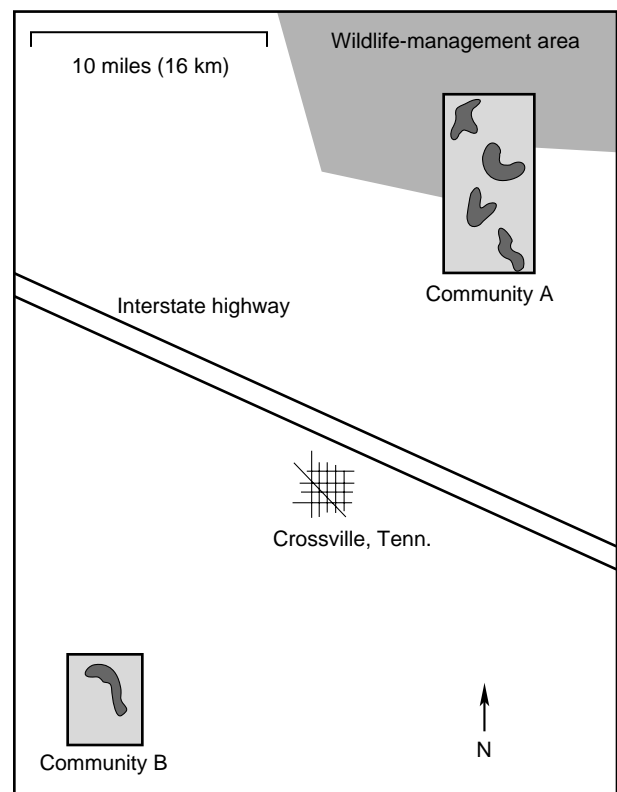 Wildlife-management area
10 miles (16 km)
Community A
Interstate highway
Crossville, Tenn.
Community B
N